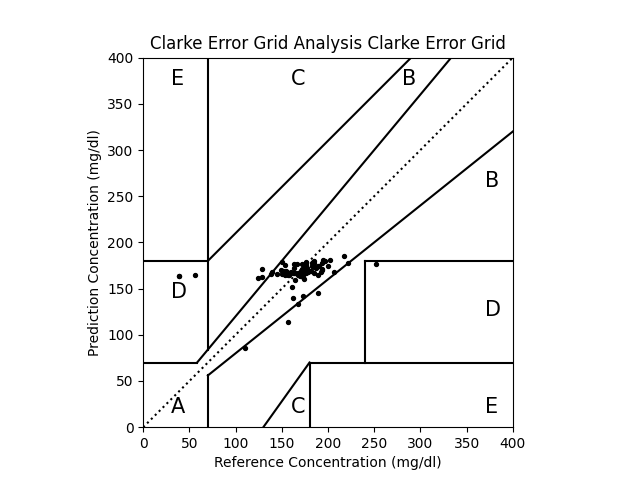 Clarke Error Grid Analysis Clarke Error Grid
400
E
C
B
350
300
B
250
200
D
150
D
100
50
A
C
E
0
0
50
100
150
200
250
300
350
400
Prediction Concentration (mg/dl)
Reference Concentration (mg/dl)